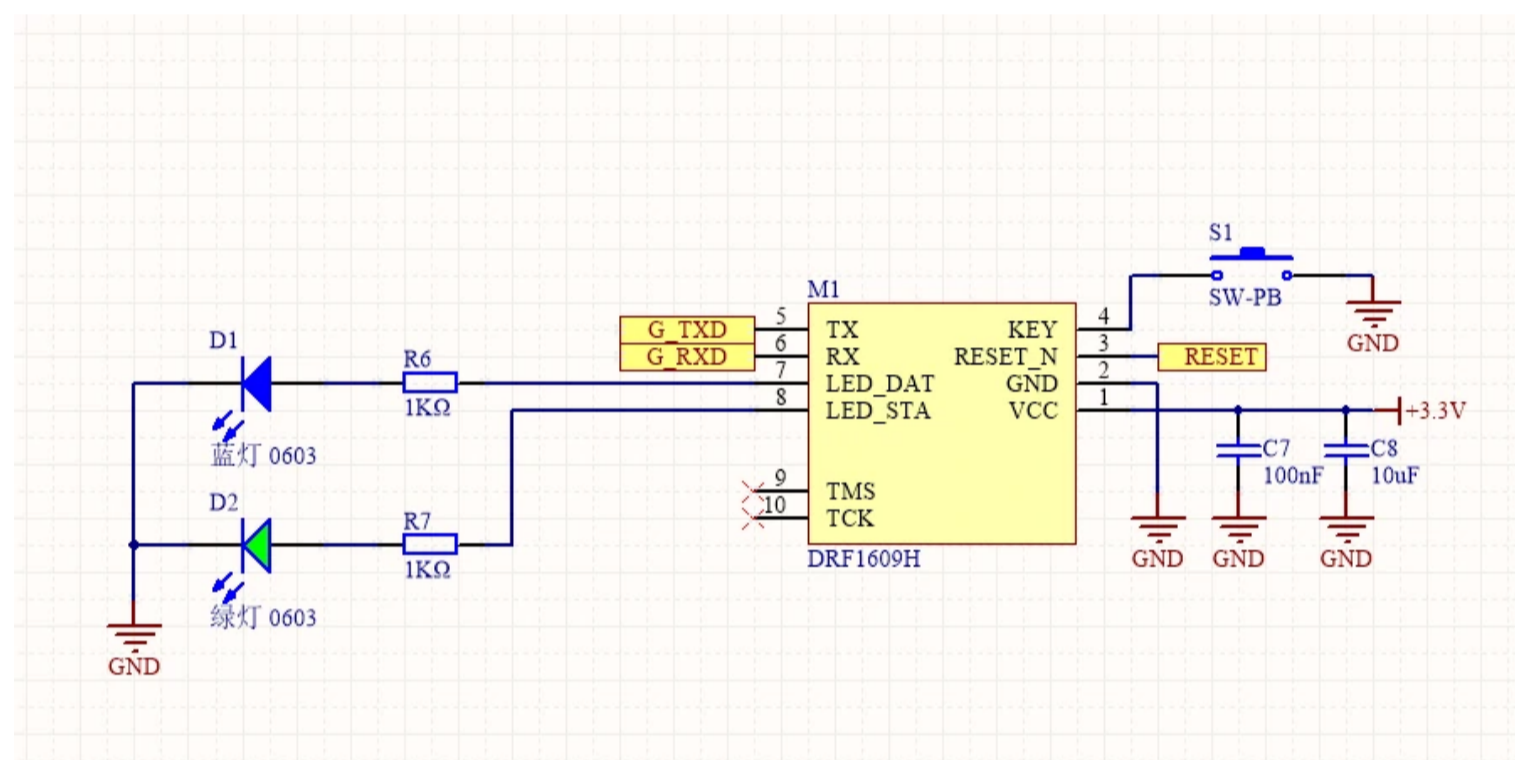 S1
SW-PB
GND
M1
5
TX
KEY
4
G_TXD
6
RX
RESET_N
3
G_RXD
RESET
7
LED_DAT
GND
2
8
LED_STA
VCC
1
+3.3V
D1
R6
1KΩ
蓝灯 0603
C7
100nF
C8
10uF
9
TMS
10
TCK
DRF1609H
D2
R7
1KΩ
绿灯 0603
GND
GND
GND
GND